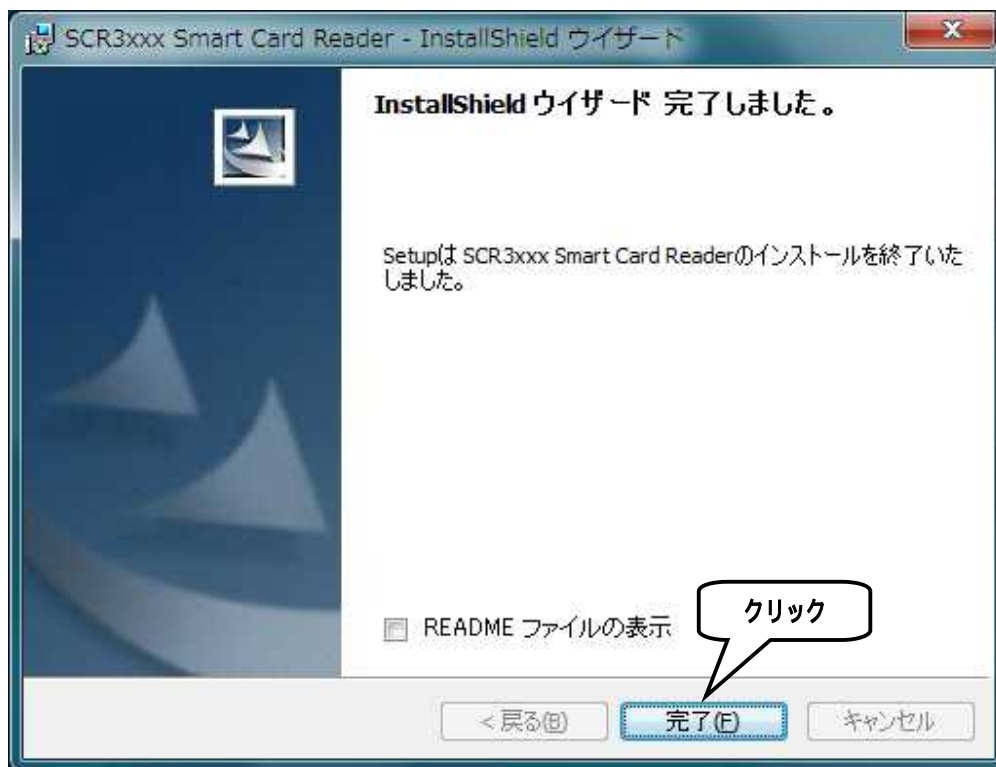 SCR3xxx Smart Card Reader - InstallShield ウイザード
InstallShield ウイザード 完了しました。
Setupは SCR3xxx Smart Card Readerのインストールを終了いた
しました。
README ファイルの表示
クリック
< 戻る(B)
完了(F)
キャンセル